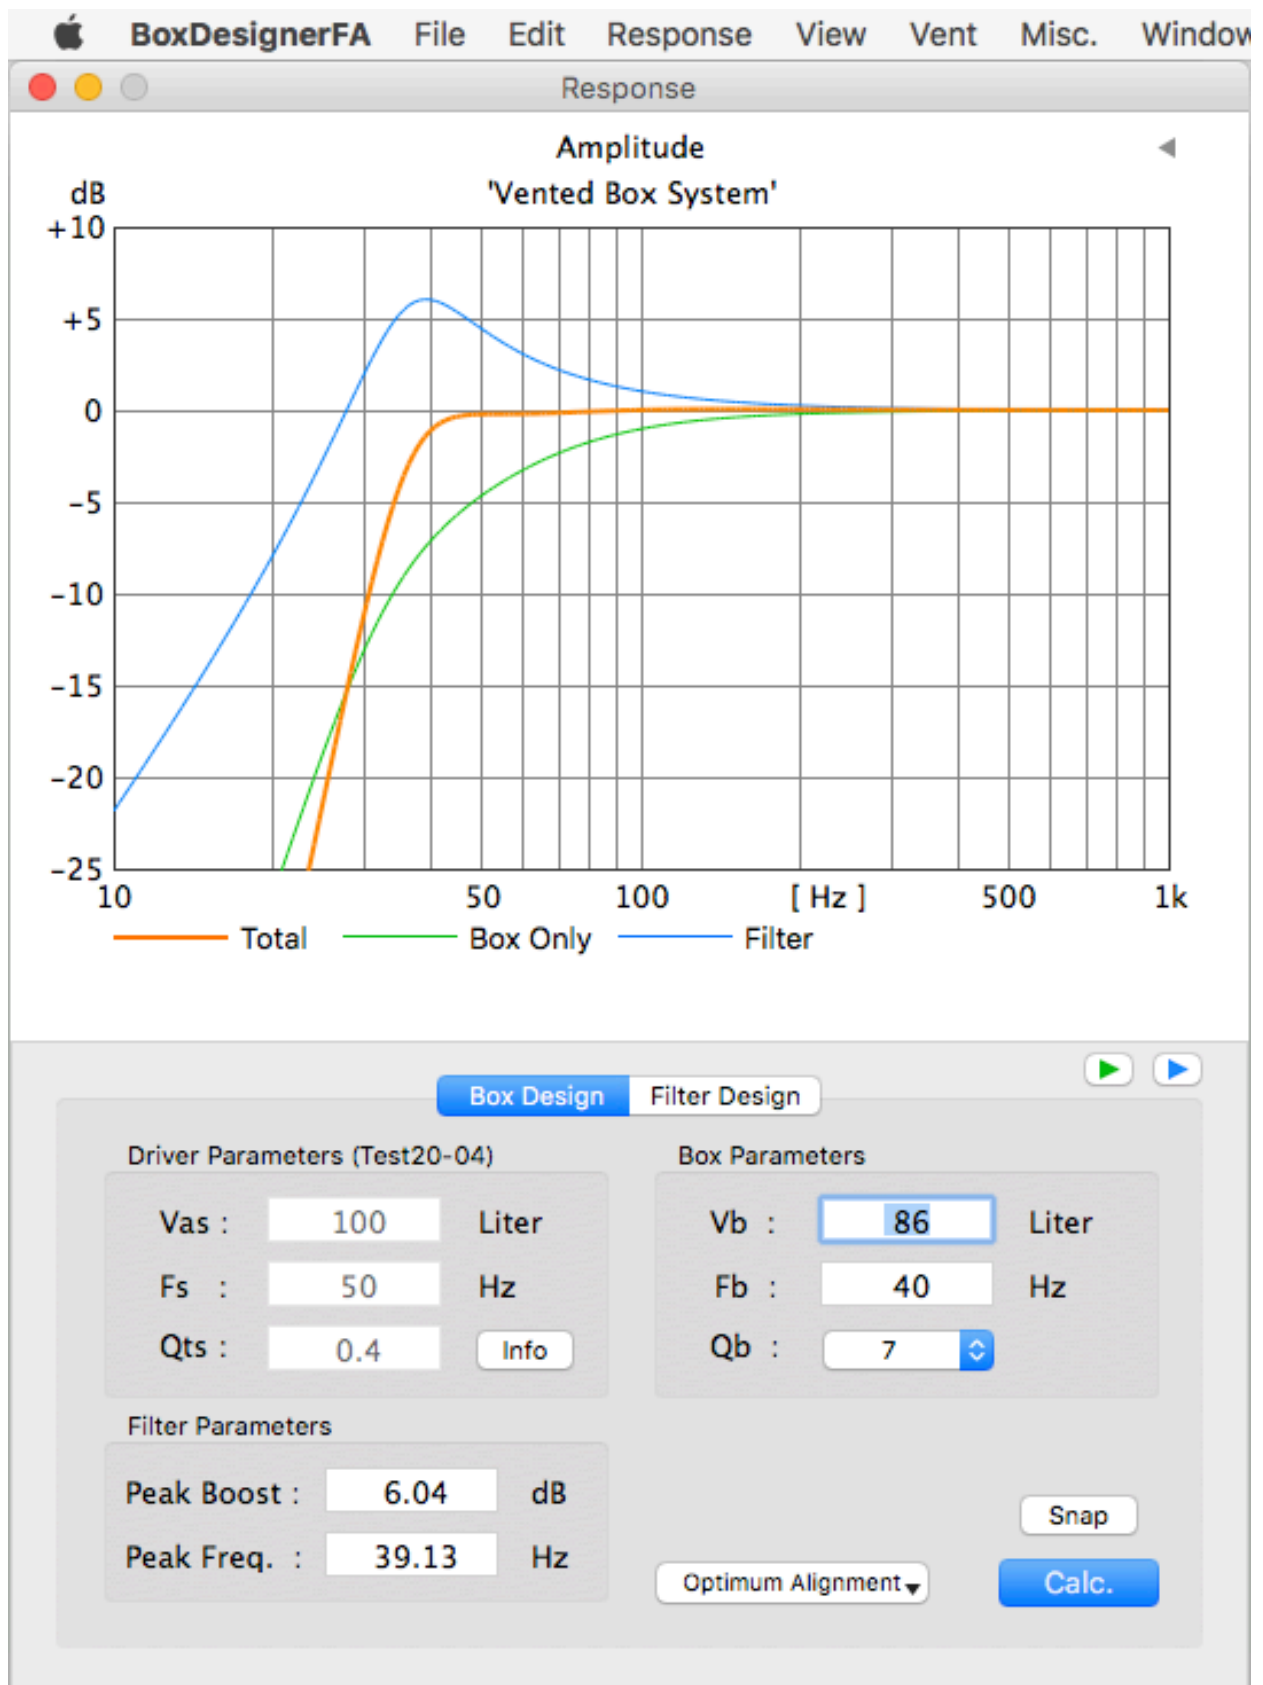 BoxDesignerFA File Edit Response View Vent Misc. Window
Response
Amplitude
dB 'Vented Box System'
+10
+5
0
−5
−10
−15
−20
−25
10 50 100 [ Hz ] 500 1k
Total Box Only Filter
Box Design Filter Design
Driver Parameters (Test20-04) Box Parameters
Vas : 100 Liter Vb : 86 Liter
Fs : 50 Hz Fb : 40 Hz
Qts : 0.4 Info Qb : 7
Filter Parameters
Peak Boost : 6.04 dB
Snap
Peak Freq. : 39.13 Hz
Optimum Alignment Calc.